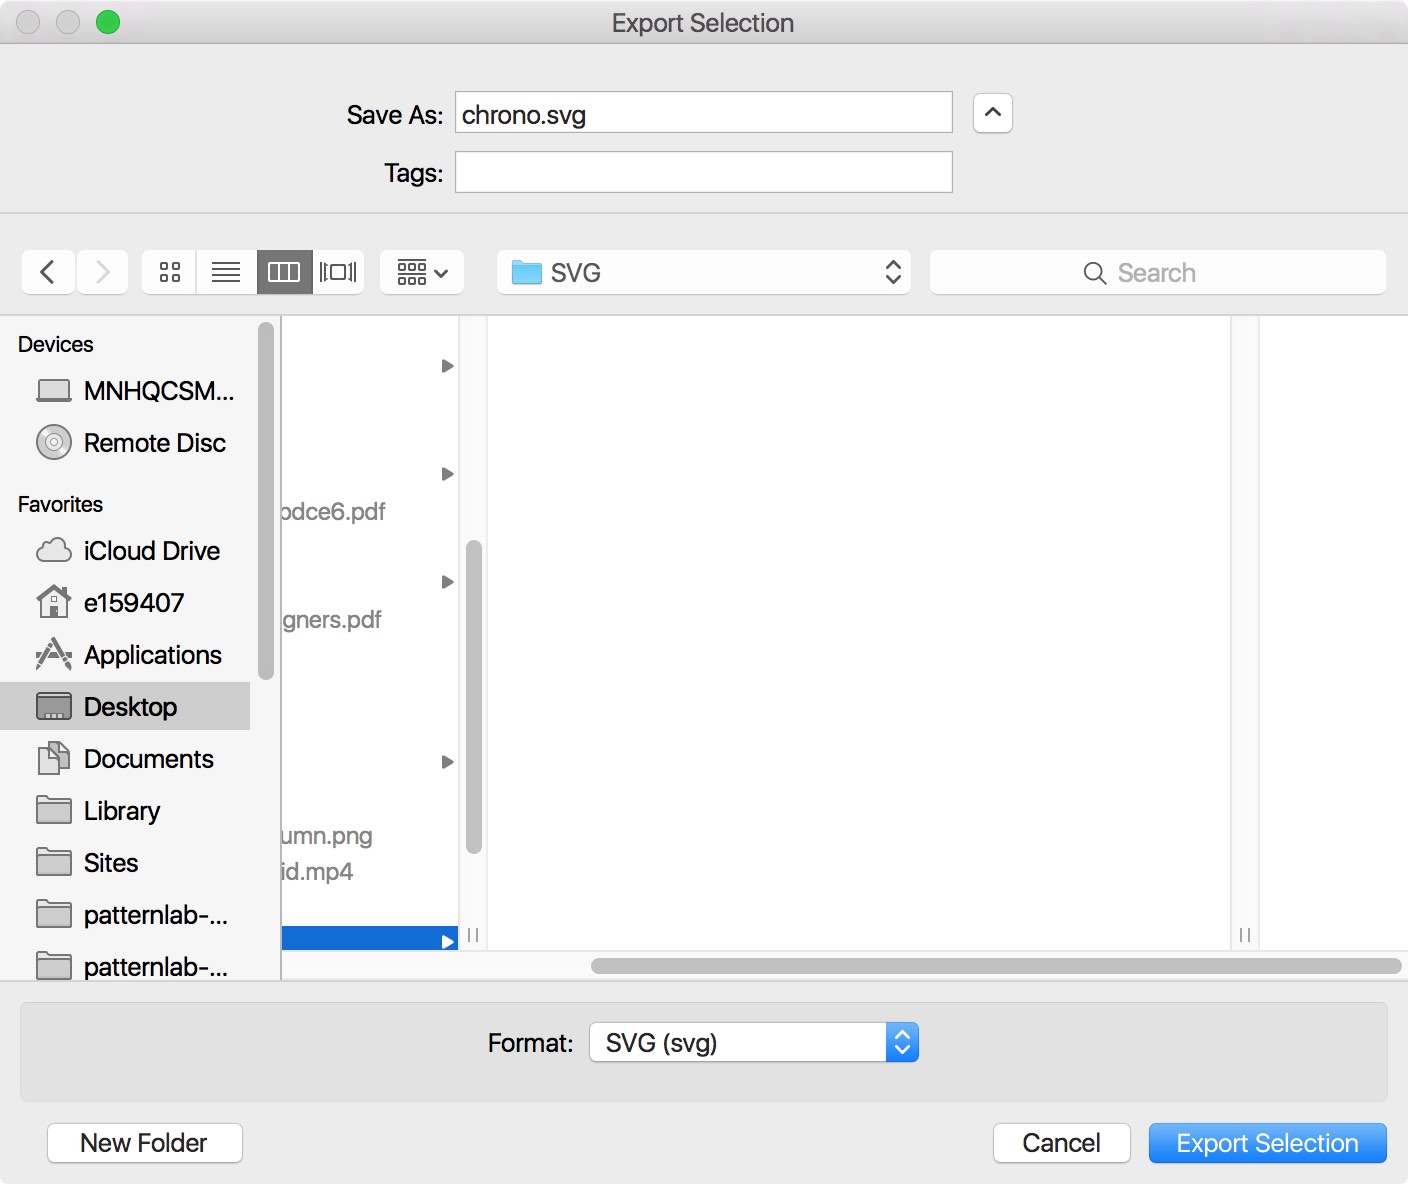 Export Selection
Save As: chrono.svg
Tags:
SVG
Search
Devices
MNHQCSM...
Remote Disc
Favorites
iCloud Drive
e159407
Applications
Desktop
Documents
Library
Sites
patternlab-...
patternlab-...
odce6.pdf
gners.pdf
umn.png
id.mp4
Format: SVG (svg)
New Folder
Cancel
Export Selection